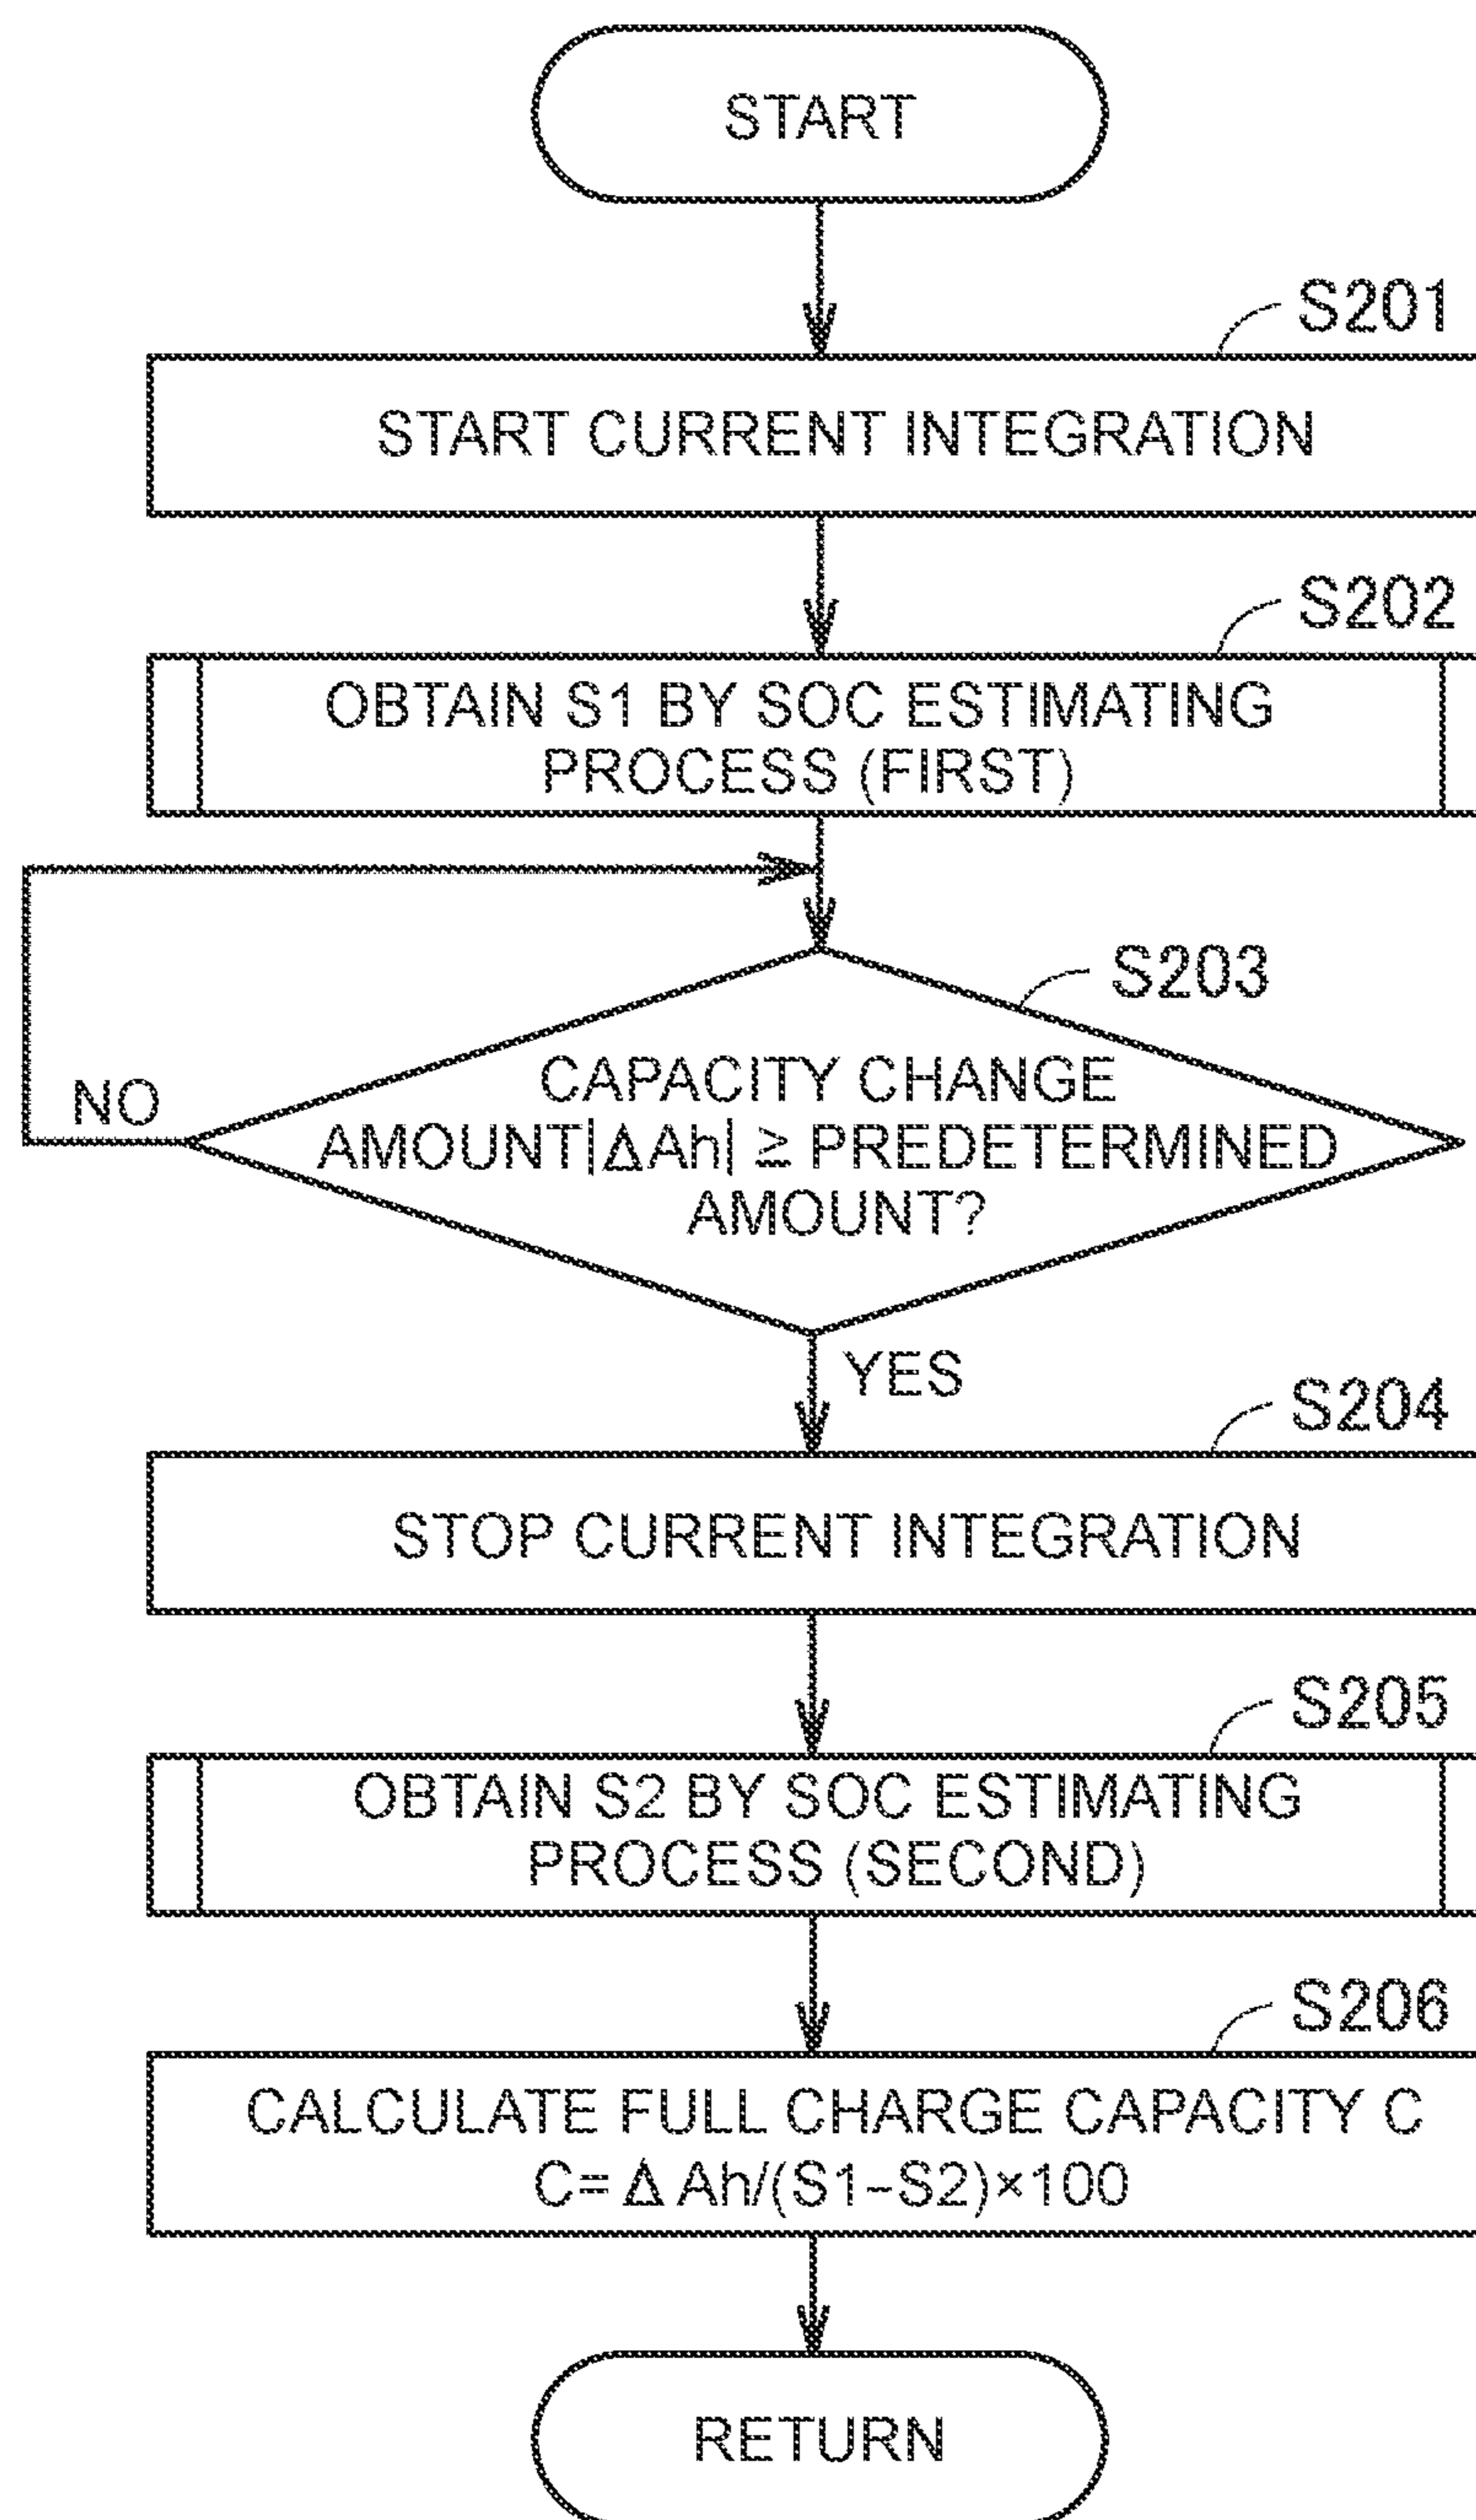 START
S201
START CURRENT INTEGRATION
S202
OBTAIN S1 BY SOC ESTIMATING
PROCESS (FIRST)
S203
CAPACITY CHANGE
AMOUNT|ΔAh| ≥ PREDETERMINED
AMOUNT?
NO
YES
S204
STOP CURRENT INTEGRATION
S205
OBTAIN S2 BY SOC ESTIMATING
PROCESS (SECOND)
S206
CALCULATE FULL CHARGE CAPACITY C
C=ΔAh/(S1–S2)×100
RETURN